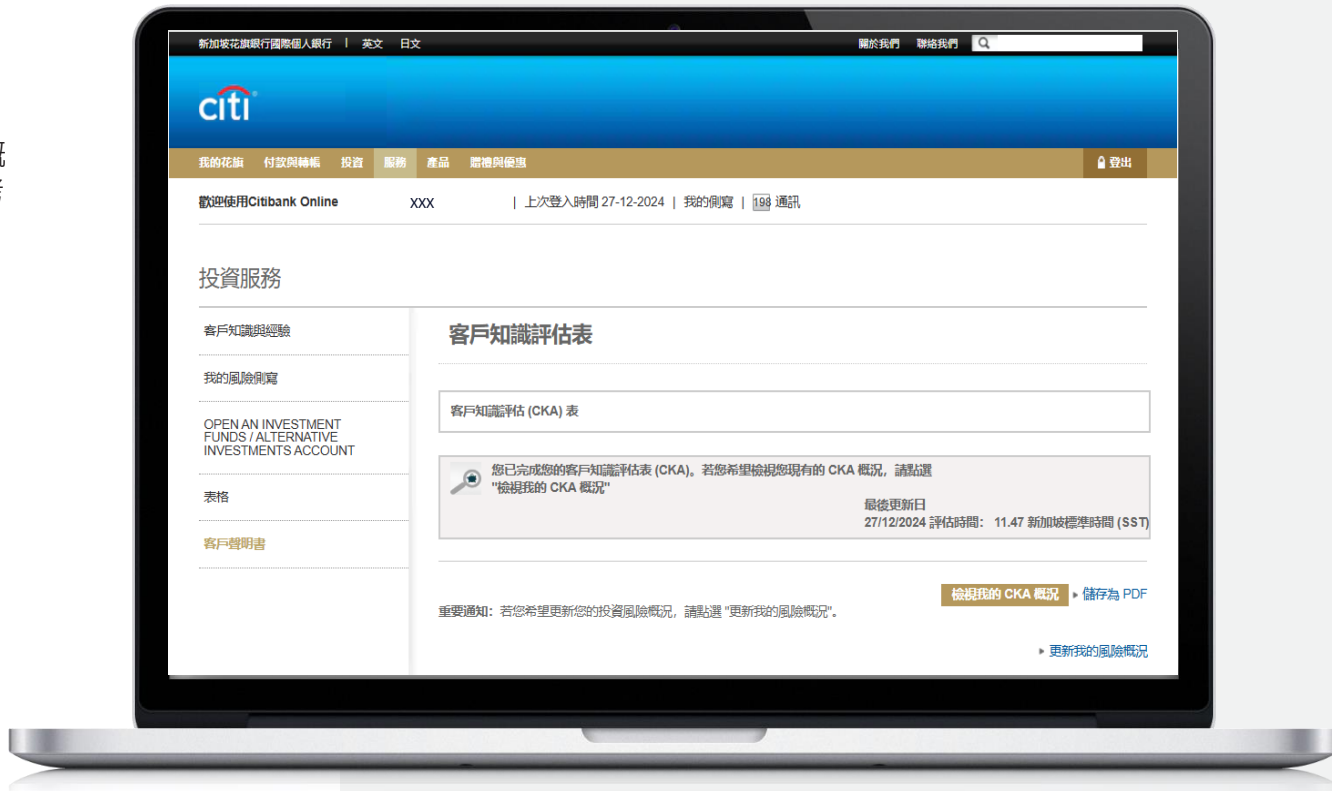 新加坡花旗銀行國際個人銀行 | 英文 日文 關於我們 聯絡我們
citi
我的花旗 付款與轉帳 投資 服務 產品 贈禮與優惠 登出
概
考
歡迎使用Citibank Online XXX | 上次登入時間 27-12-2024 | 我的側寫 | 198 通訊
投資服務
客戶知識與經驗
我的風險側寫
OPEN AN INVESTMENT
FUNDS / ALTERNATIVE
INVESTMENTS ACCOUNT
表格
客戶聲明書
客戶知識評估表
客戶知識評估 (CKA) 表
您已完成您的客戶知識評估表 (CKA)。若您希望檢視您現有的 CKA 概況，請點選
"檢視我的 CKA 概況"
最後更新日
27/12/2024 評估時間： 11.47 新加坡標準時間 (SST)
檢視我的 CKA 概況 儲存為 PDF
重要通知：若您希望更新您的投資風險概況，請點選 "更新我的風險概況"。
更新我的風險概況